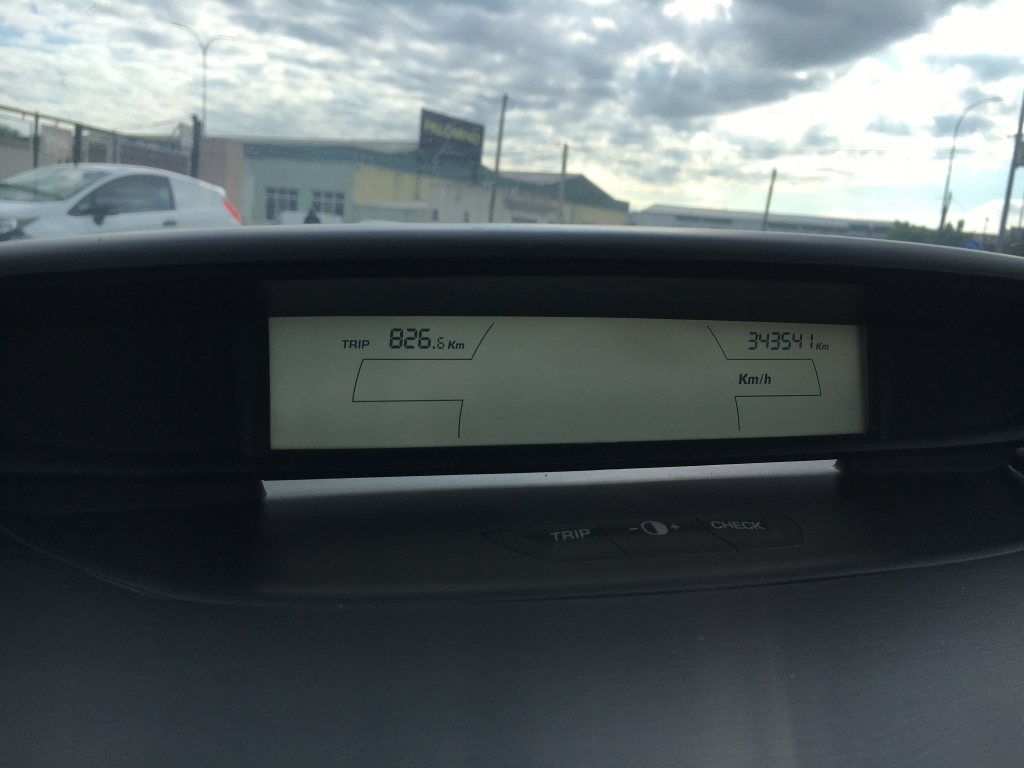 TRIP 826.6 Km
343541 Km
Km/h
TRIP - + CHECK